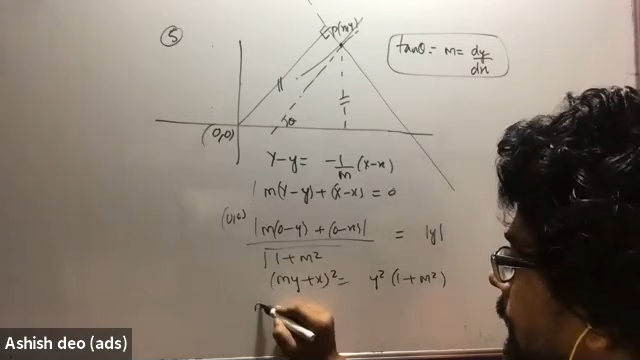 ⑤
P(x,y)
tanθ = m = dy/dx
θ
(0,0)
Y-y = -1/m (X-x)
m(Y-y) + (X-x) = 0
(0,0)
|m(0-y) + (0-x)| / √1+m² = |y|
(my+x)² = y² (1+m²)
Ashish deo (ads)